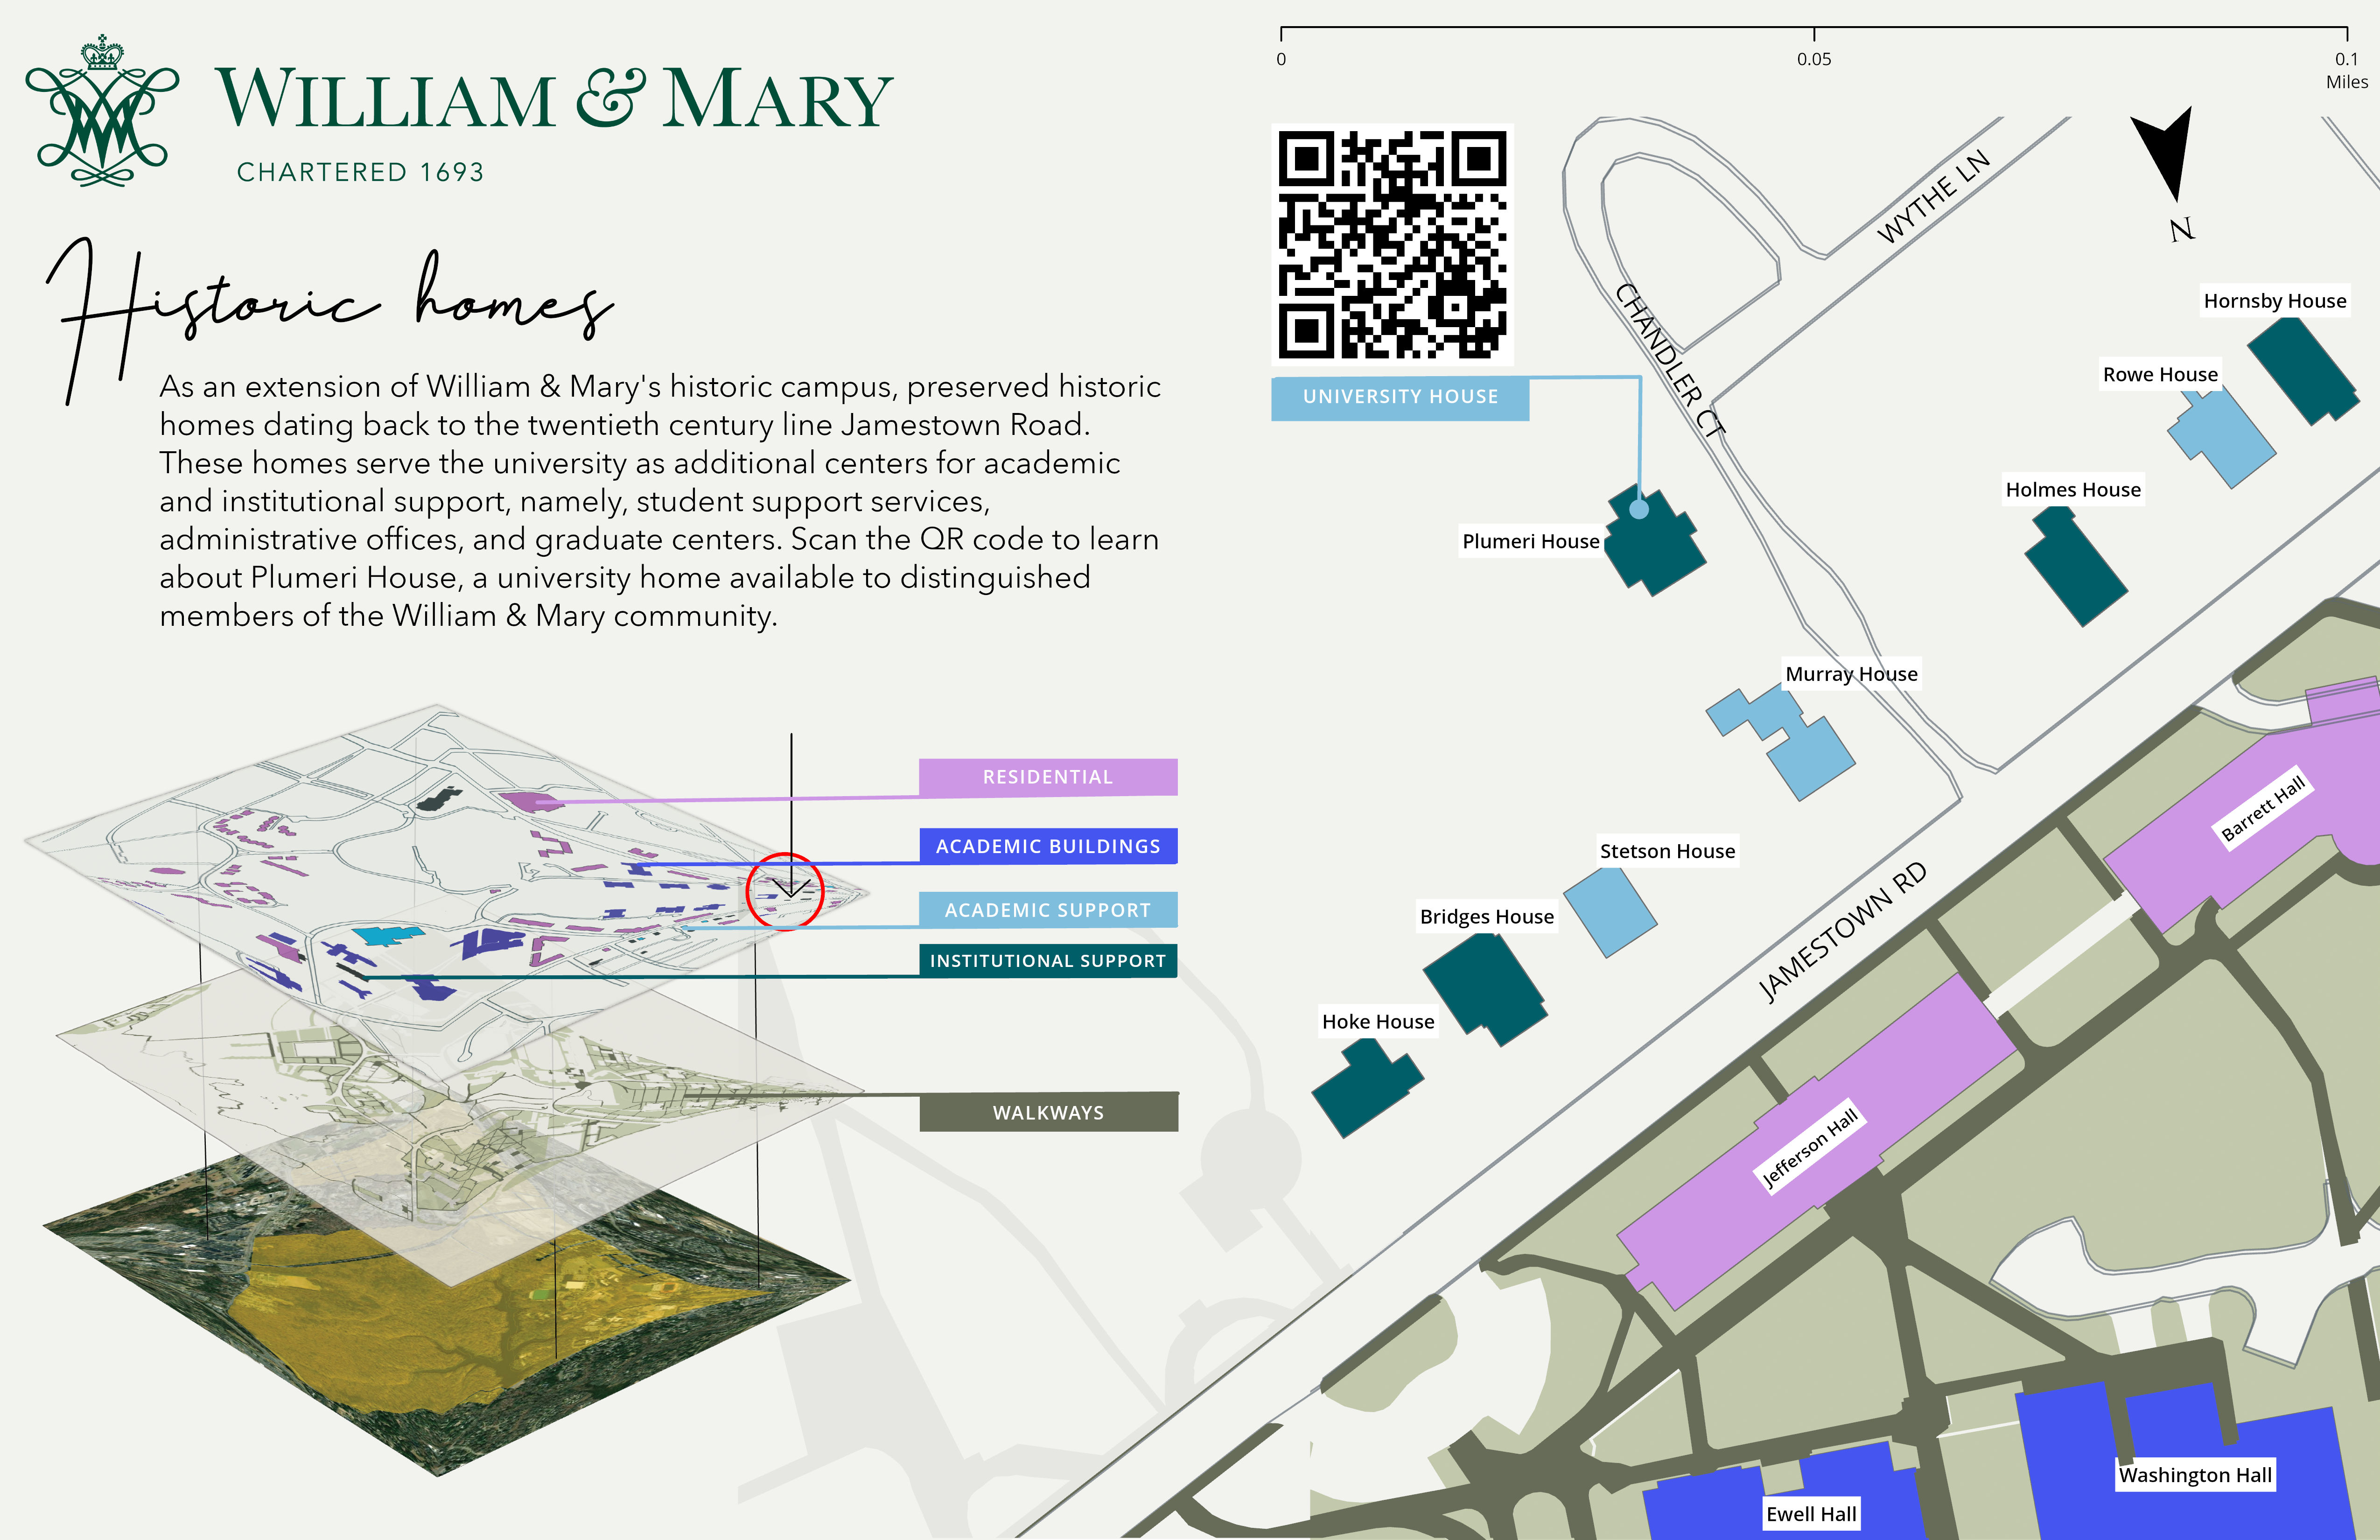 WILLIAM & MARY
CHARTERED 1693
Historic homes
As an extension of William & Mary's historic campus, preserved historic
homes dating back to the twentieth century line Jamestown Road.
These homes serve the university as additional centers for academic
and institutional support, namely, student support services,
administrative offices, and graduate centers. Scan the QR code to learn
about Plumeri House, a university home available to distinguished
members of the William & Mary community.
RESIDENTIAL
ACADEMIC BUILDINGS
ACADEMIC SUPPORT
INSTITUTIONAL SUPPORT
WALKWAYS
0
0.05
0.1
Miles
N
WYTHE LN
CHANDLER CT
UNIVERSITY HOUSE
Hornsby House
Rowe House
Holmes House
Plumeri House
Murray House
Stetson House
Bridges House
Hoke House
JAMESTOWN RD
Barrett Hall
Jefferson Hall
Washington Hall
Ewell Hall